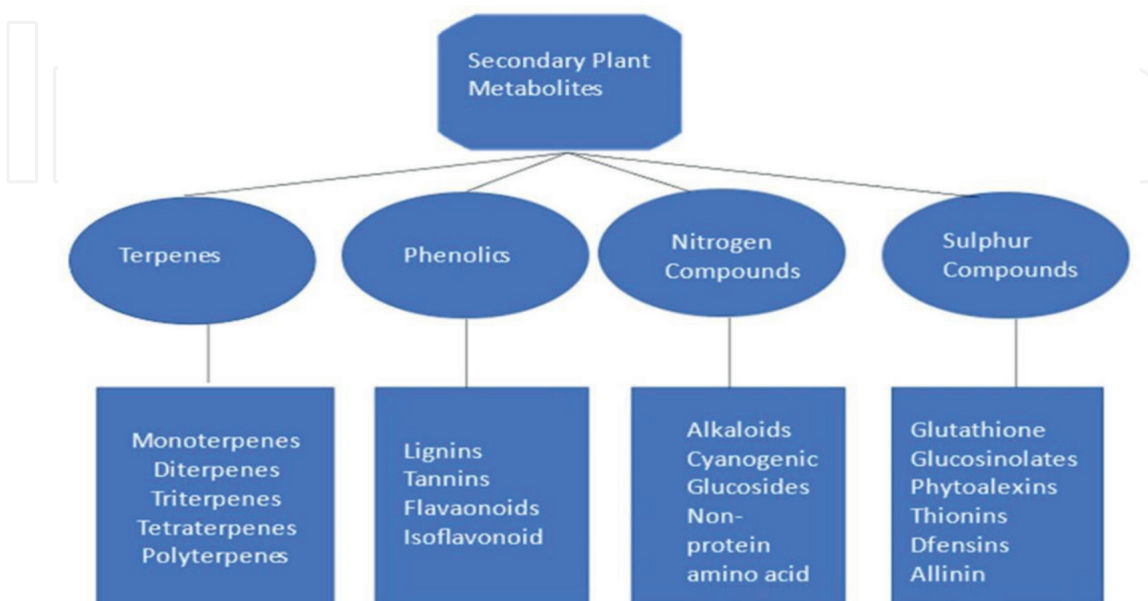 Secondary Plant
Metabolites
Terpenes
Phenolics
Nitrogen
Compounds
Sulphur
Compounds
Monoterpenes
Diterpenes
Triterpenes
Tetraterpenes
Polyterpenes
Lignins
Tannins
Flavaonoids
Isoflavonoid
Alkaloids
Cyanogenic
Glucosides
Non-
protein
amino acid
Glutathione
Glucosinolates
Phytoalexins
Thionins
Dfensins
Allinin